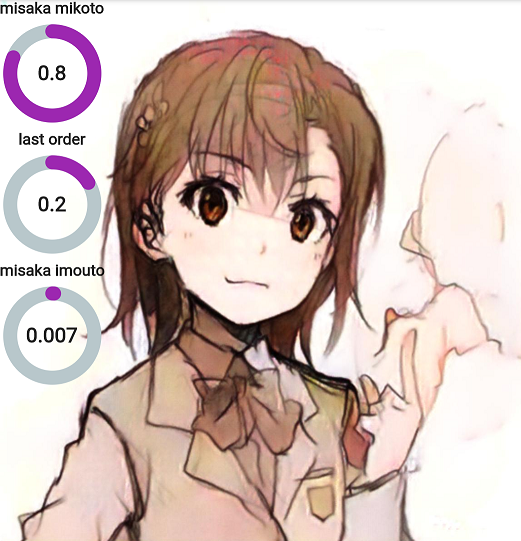 misaka mikoto
0.8
last order
0.2
misaka imouto
0.007